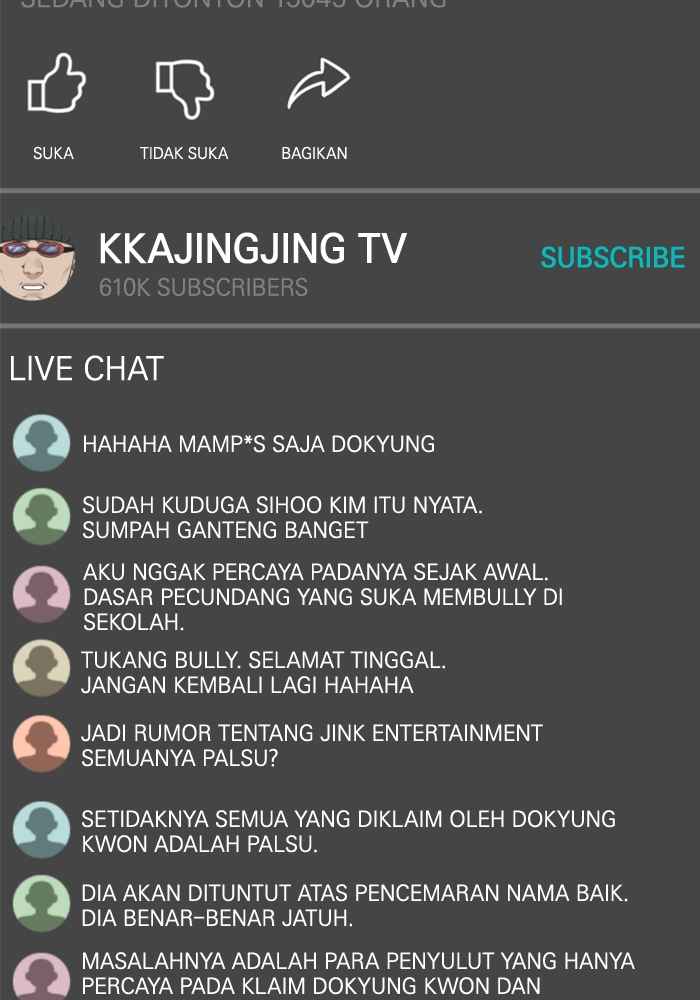 SEDANG DITONTON 15045 ORANG
SUKA
TIDAK SUKA
BAGIKAN
KKAJINGJING TV
SUBSCRIBE
610K SUBSCRIBERS
LIVE CHAT
HAHAHA MAMP*S SAJA DOKYUNG
SUDAH KUDUGA SIHOO KIM ITU NYATA.
SUMPAH GANTENG BANGET
AKU NGGAK PERCAYA PADANYA SEJAK AWAL.
DASAR PECUNDANG YANG SUKA MEMBULLY DI
SEKOLAH.
TUKANG BULLY. SELAMAT TINGGAL.
JANGAN KEMBALI LAGI HAHAHA
JADI RUMOR TENTANG JINK ENTERTAINMENT
SEMUANYA PALSU?
SETIDAKNYA SEMUA YANG DIKLAIM OLEH DOKYUNG
KWON ADALAH PALSU.
DIA AKAN DITUNTUT ATAS PENCEMARAN NAMA BAIK.
DIA BENAR-BENAR JATUH.
MASALAHNYA ADALAH PARA PENYULUT YANG HANYA
PERCAYA PADA KLAIM DOKYUNG KWON DAN